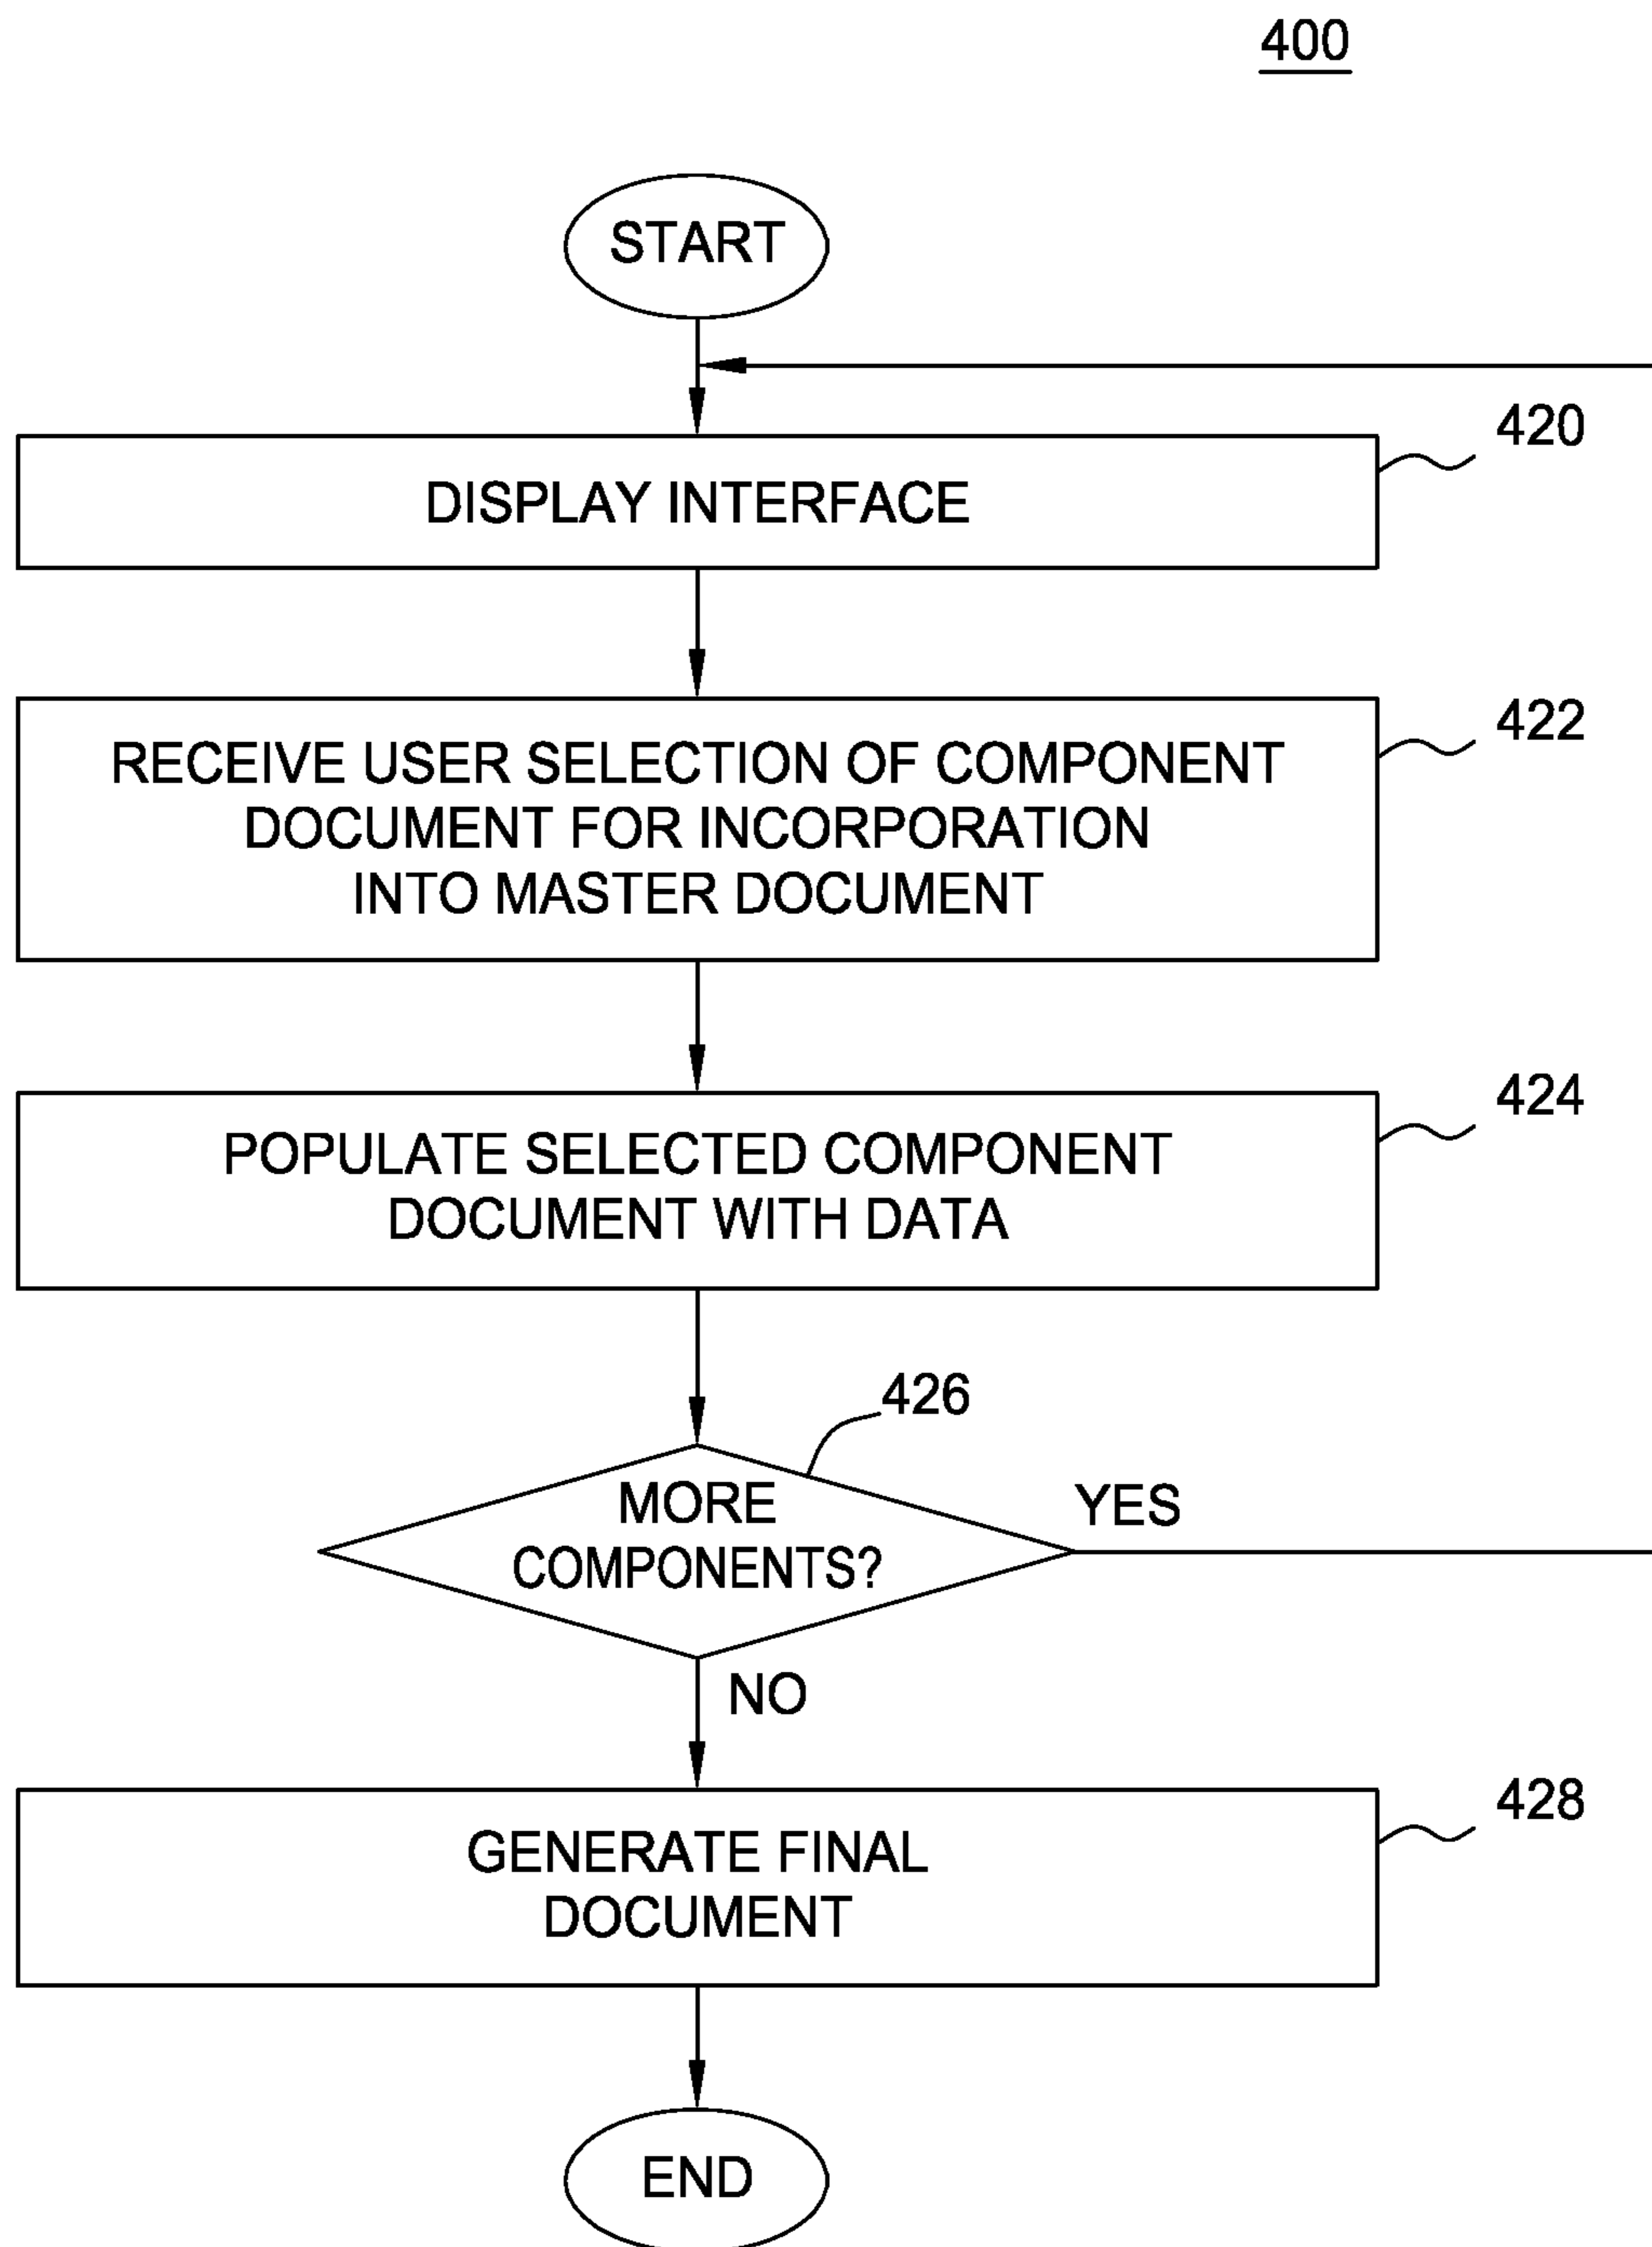 400
START
420
DISPLAY INTERFACE
422
RECEIVE USER SELECTION OF COMPONENT
DOCUMENT FOR INCORPORATION
INTO MASTER DOCUMENT
424
POPULATE SELECTED COMPONENT
DOCUMENT WITH DATA
426
MORE
COMPONENTS?
YES
NO
428
GENERATE FINAL
DOCUMENT
END